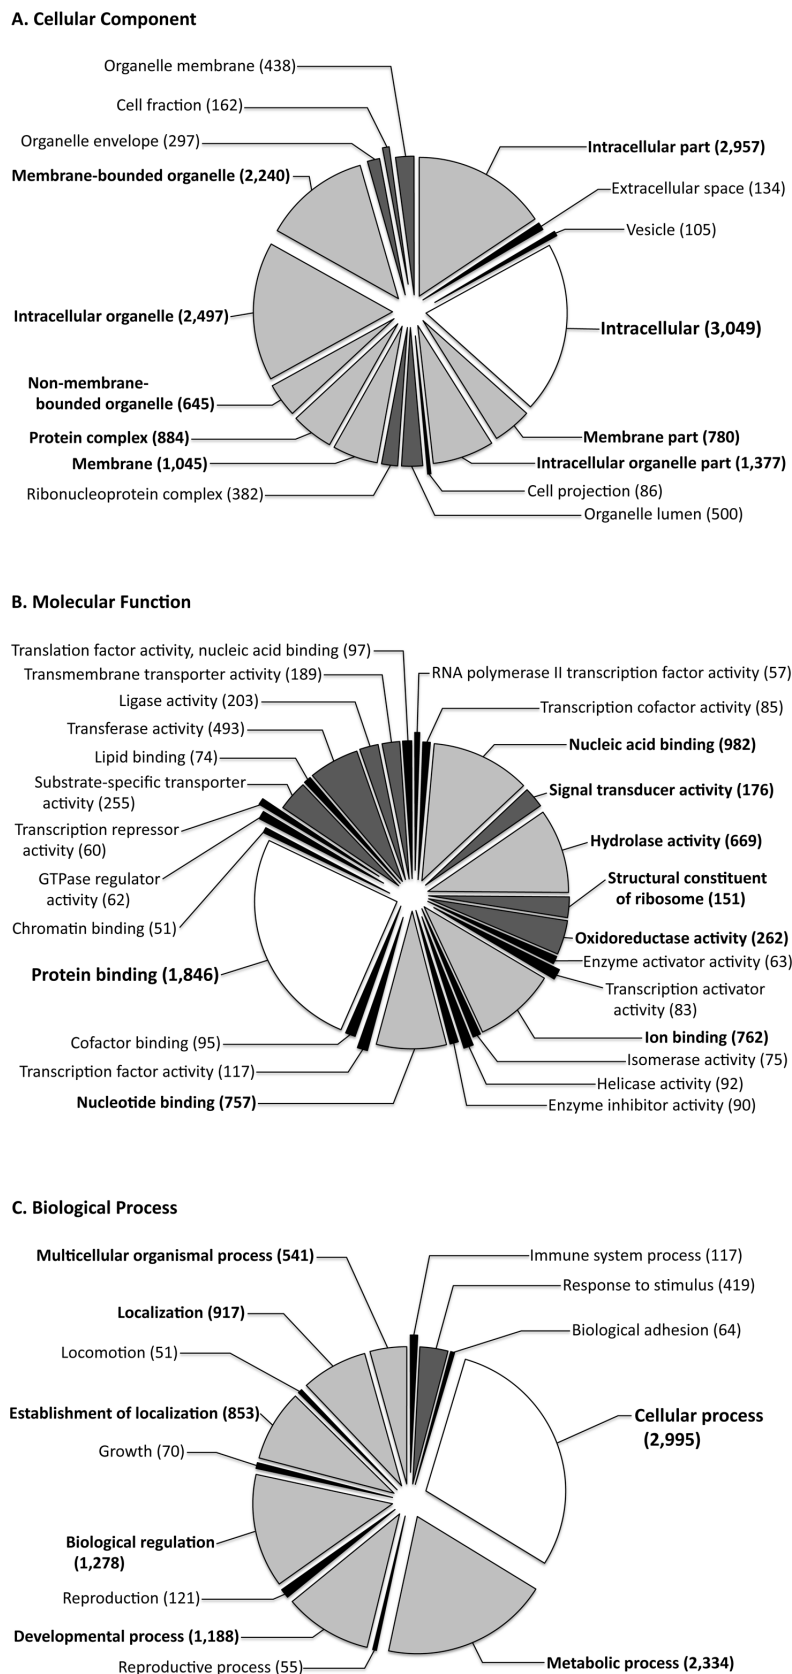 A. Cellular Component
Organelle membrane (438)
Cell fraction (162)
Organelle envelope (297)
Membrane-bounded organelle (2,240)
Intracellular organelle (2,497)
Non-membrane-
bounded organelle (645)
Protein complex (884)
Membrane (1,045)
Ribonucleoprotein complex (382)
Intracellular part (2,957)
Extracellular space (134)
Vesicle (105)
Intracellular (3,049)
Membrane part (780)
Intracellular organelle part (1,377)
Cell projection (86)
Organelle lumen (500)
B. Molecular Function
Translation factor activity, nucleic acid binding (97)
Transmembrane transporter activity (189)
Ligase activity (203)
Transferase activity (493)
Lipid binding (74)
Substrate-specific transporter
activity (255)
Transcription repressor
activity (60)
GTPase regulator
activity (62)
Chromatin binding (51)
Protein binding (1,846)
Cofactor binding (95)
Transcription factor activity (117)
Nucleotide binding (757)
RNA polymerase II transcription factor activity (57)
Transcription cofactor activity (85)
Nucleic acid binding (982)
Signal transducer activity (176)
Hydrolase activity (669)
Structural constituent
of ribosome (151)
Oxidoreductase activity (262)
Enzyme activator activity (63)
Transcription activator
activity (83)
Ion binding (762)
Isomerase activity (75)
Helicase activity (92)
Enzyme inhibitor activity (90)
C. Biological Process
Multicellular organismal process (541)
Localization (917)
Locomotion (51)
Establishment of localization (853)
Growth (70)
Biological regulation
(1,278)
Reproduction (121)
Developmental process (1,188)
Reproductive process (55)
Immune system process (117)
Response to stimulus (419)
Biological adhesion (64)
Cellular process
(2,995)
Metabolic process (2,334)